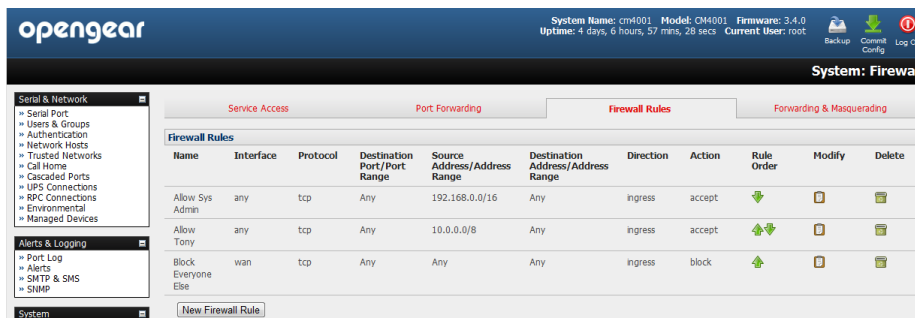 opengear
System Name: cm4001 Model: CM4001 Firmware: 3.4.0
Uptime: 4 days, 6 hours, 57 mins, 28 secs Current User: root
Backup
Commit Config
Log O
System: Firewa
Serial & Network
» Serial Port
» Users & Groups
» Authentication
» Network Hosts
» Trusted Networks
» Call Home
» Cascaded Ports
» UPS Connections
» RPC Connections
» Environmental
» Managed Devices
Alerts & Logging
» Port Log
» Alerts
» SMTP & SMS
» SNMP
System
Service Access Port Forwarding Firewall Rules Forwarding & Masquerading
Firewall Rules
Name Interface Protocol Destination Port/Port Range Source Address/Address Range Destination Address/Address Range Direction Action Rule Order Modify Delete
Allow Sys Admin any tcp Any 192.168.0.0/16 Any ingress accept
Allow Tony any tcp Any 10.0.0.0/8 Any ingress accept
Block Everyone Else wan tcp Any Any Any ingress block
New Firewall Rule